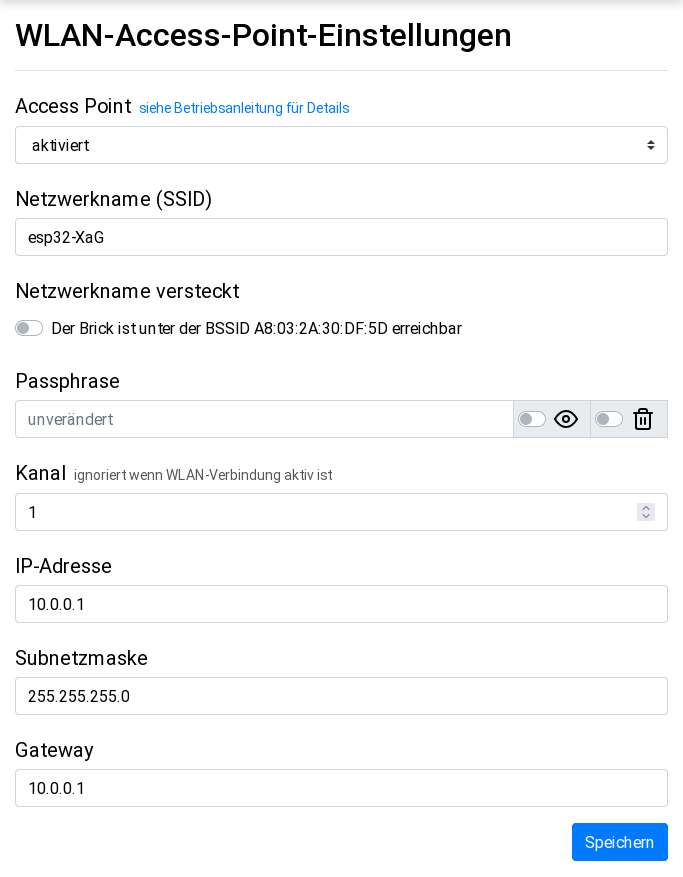 WLAN-Access-Point-Einstellungen
Access Point siehe Betriebsanleitung für Details
aktiviert
Netzwerkname (SSID)
esp32-XaG
Netzwerkname versteckt
Der Brick ist unter der BSSID A8:03:2A:30:DF:5D erreichbar
Passphrase
unverändert
Kanal ignoriert wenn WLAN-Verbindung aktiv ist
1
IP-Adresse
10.0.0.1
Subnetzmaske
255.255.255.0
Gateway
10.0.0.1
Speichern